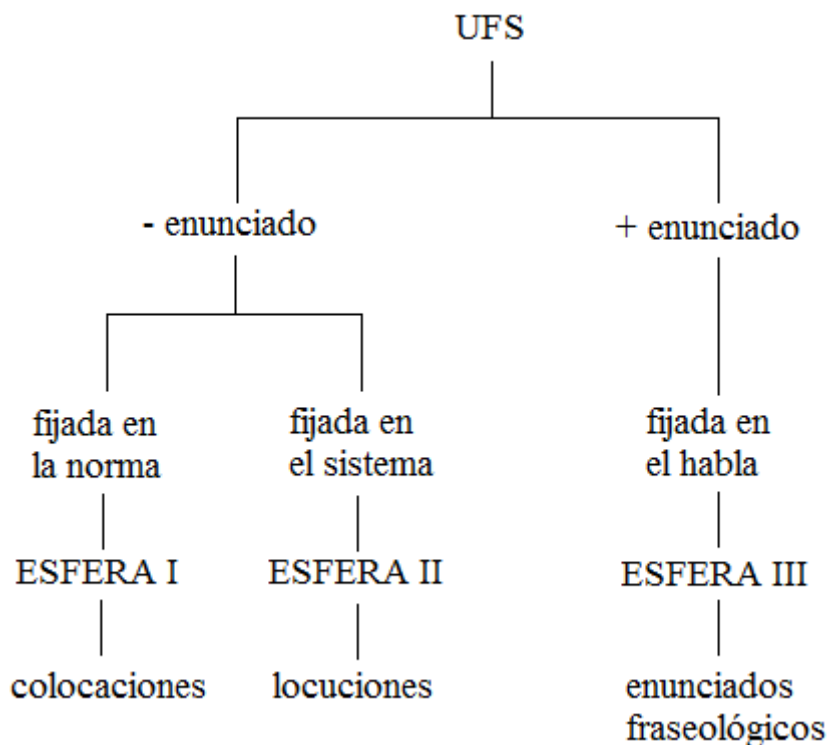 UFS
- enunciado
+ enunciado
fijada en
la norma
fijada en
el sistema
fijada en
el habla
ESFERA I
ESFERA II
ESFERA III
colocaciones
locuciones
enunciados
fraseológicos